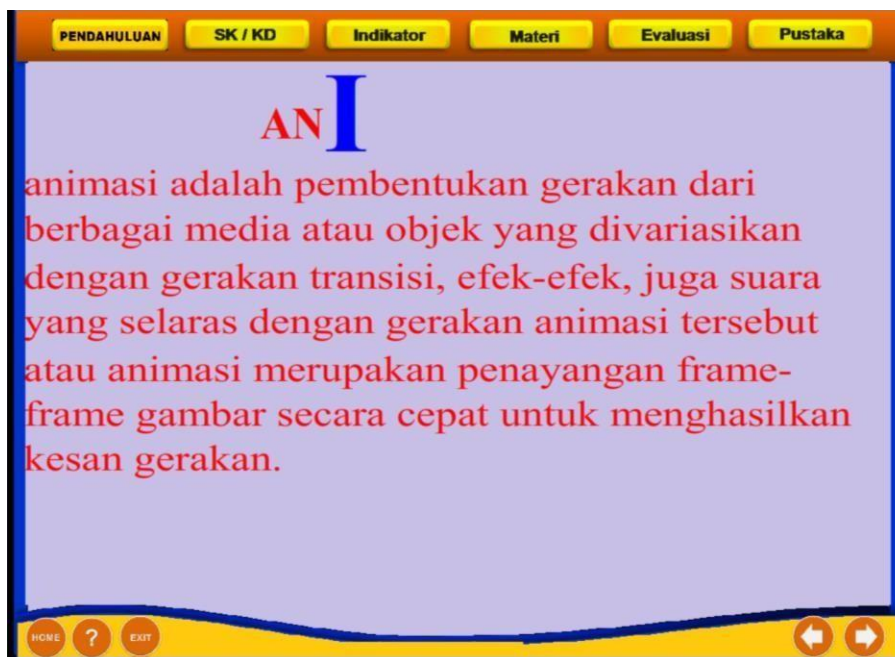 PENDAHULUAN SK / KD Indikator Materi Evaluasi Pustaka
ANI
animasi adalah pembentukan gerakan dari
berbagai media atau objek yang divariasikan
dengan gerakan transisi, efek-efek, juga suara
yang selaras dengan gerakan animasi tersebut
atau animasi merupakan penayangan frame-
frame gambar secara cepat untuk menghasilkan
kesan gerakan.
HOME ? EXIT